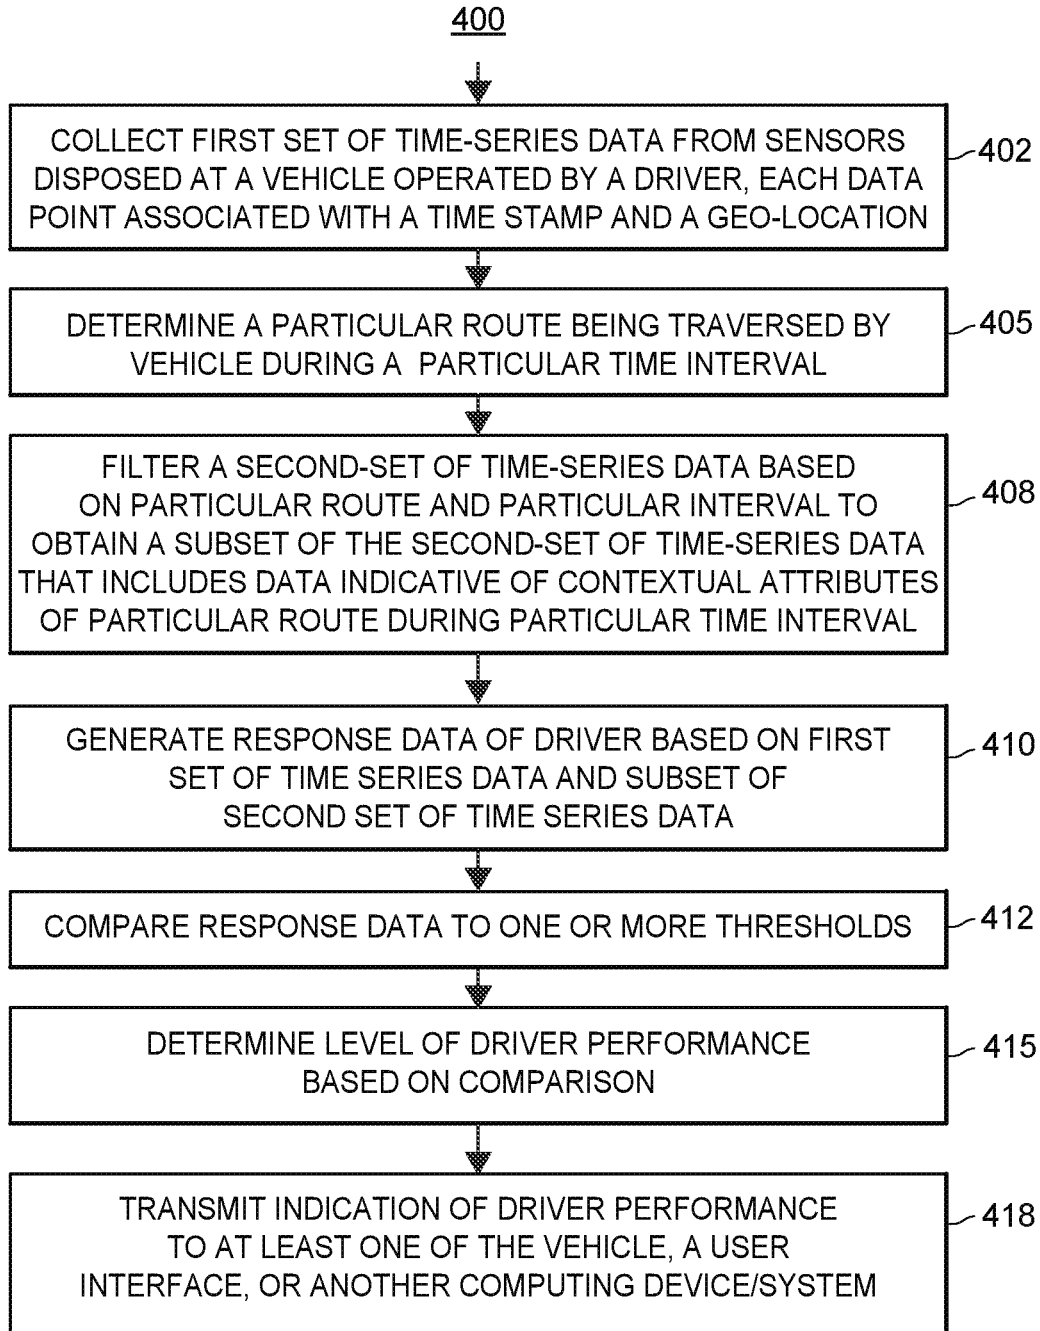 400
COLLECT FIRST SET OF TIME-SERIES DATA FROM SENSORS
DISPOSED AT A VEHICLE OPERATED BY A DRIVER, EACH DATA
POINT ASSOCIATED WITH A TIME STAMP AND A GEO-LOCATION
402
DETERMINE A PARTICULAR ROUTE BEING TRAVERSED BY
VEHICLE DURING A PARTICULAR TIME INTERVAL
405
FILTER A SECOND-SET OF TIME-SERIES DATA BASED
ON PARTICULAR ROUTE AND PARTICULAR INTERVAL TO
OBTAIN A SUBSET OF THE SECOND-SET OF TIME-SERIES DATA
THAT INCLUDES DATA INDICATIVE OF CONTEXTUAL ATTRIBUTES
OF PARTICULAR ROUTE DURING PARTICULAR TIME INTERVAL
408
GENERATE RESPONSE DATA OF DRIVER BASED ON FIRST
SET OF TIME SERIES DATA AND SUBSET OF
SECOND SET OF TIME SERIES DATA
410
COMPARE RESPONSE DATA TO ONE OR MORE THRESHOLDS
412
DETERMINE LEVEL OF DRIVER PERFORMANCE
BASED ON COMPARISON
415
TRANSMIT INDICATION OF DRIVER PERFORMANCE
TO AT LEAST ONE OF THE VEHICLE, A USER
INTERFACE, OR ANOTHER COMPUTING DEVICE/SYSTEM
418